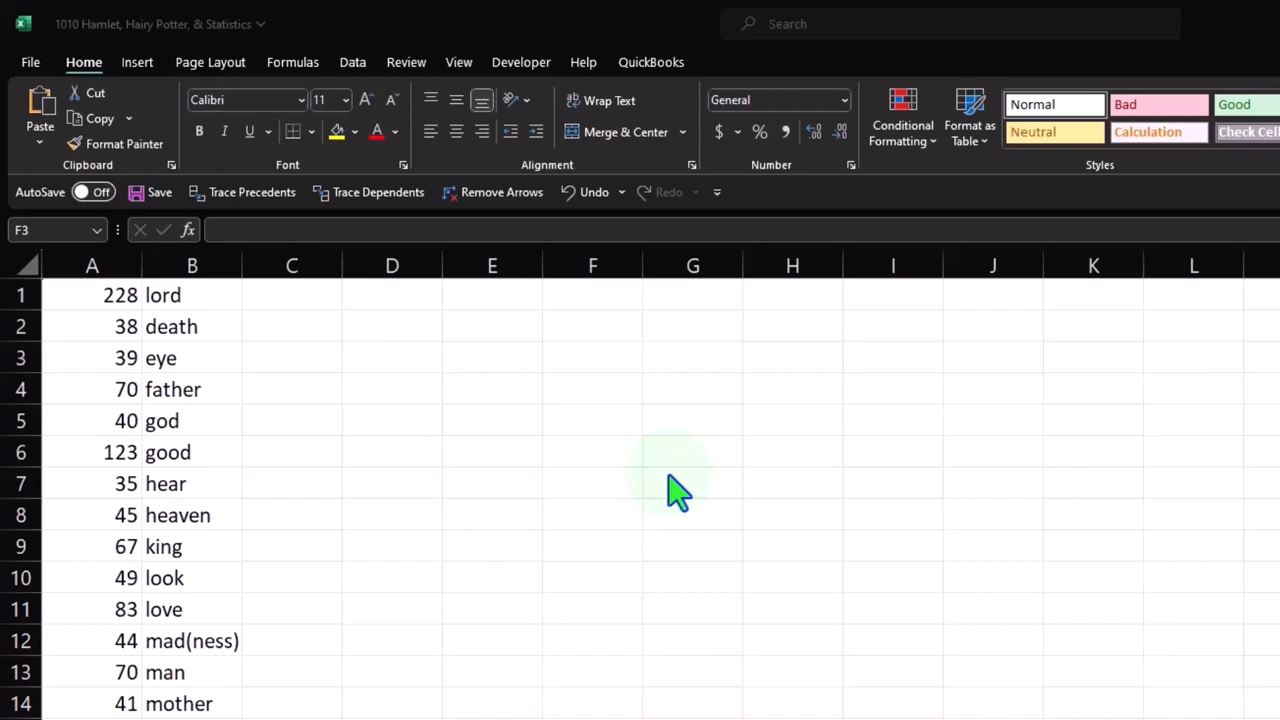 1010 Hamlet, Hairy Potter, & Statistics
Search
File Home Insert Page Layout Formulas Data Review View Developer Help QuickBooks
Paste
Cut
Copy
Format Painter
Clipboard
Calibri 11
B I U
Font
Wrap Text
Merge & Center
Alignment
General
$ % 9
Number
Conditional Formatting
Format as Table
Normal Bad Good
Neutral Calculation Check Cell
Styles
AutoSave Off Save Trace Precedents Trace Dependents Remove Arrows Undo Redo
F3 fx
A B C D E F G H I J K L
1 228 lord
2 38 death
3 39 eye
4 70 father
5 40 god
6 123 good
7 35 hear
8 45 heaven
9 67 king
10 49 look
11 83 love
12 44 mad(ness)
13 70 man
14 41 mother